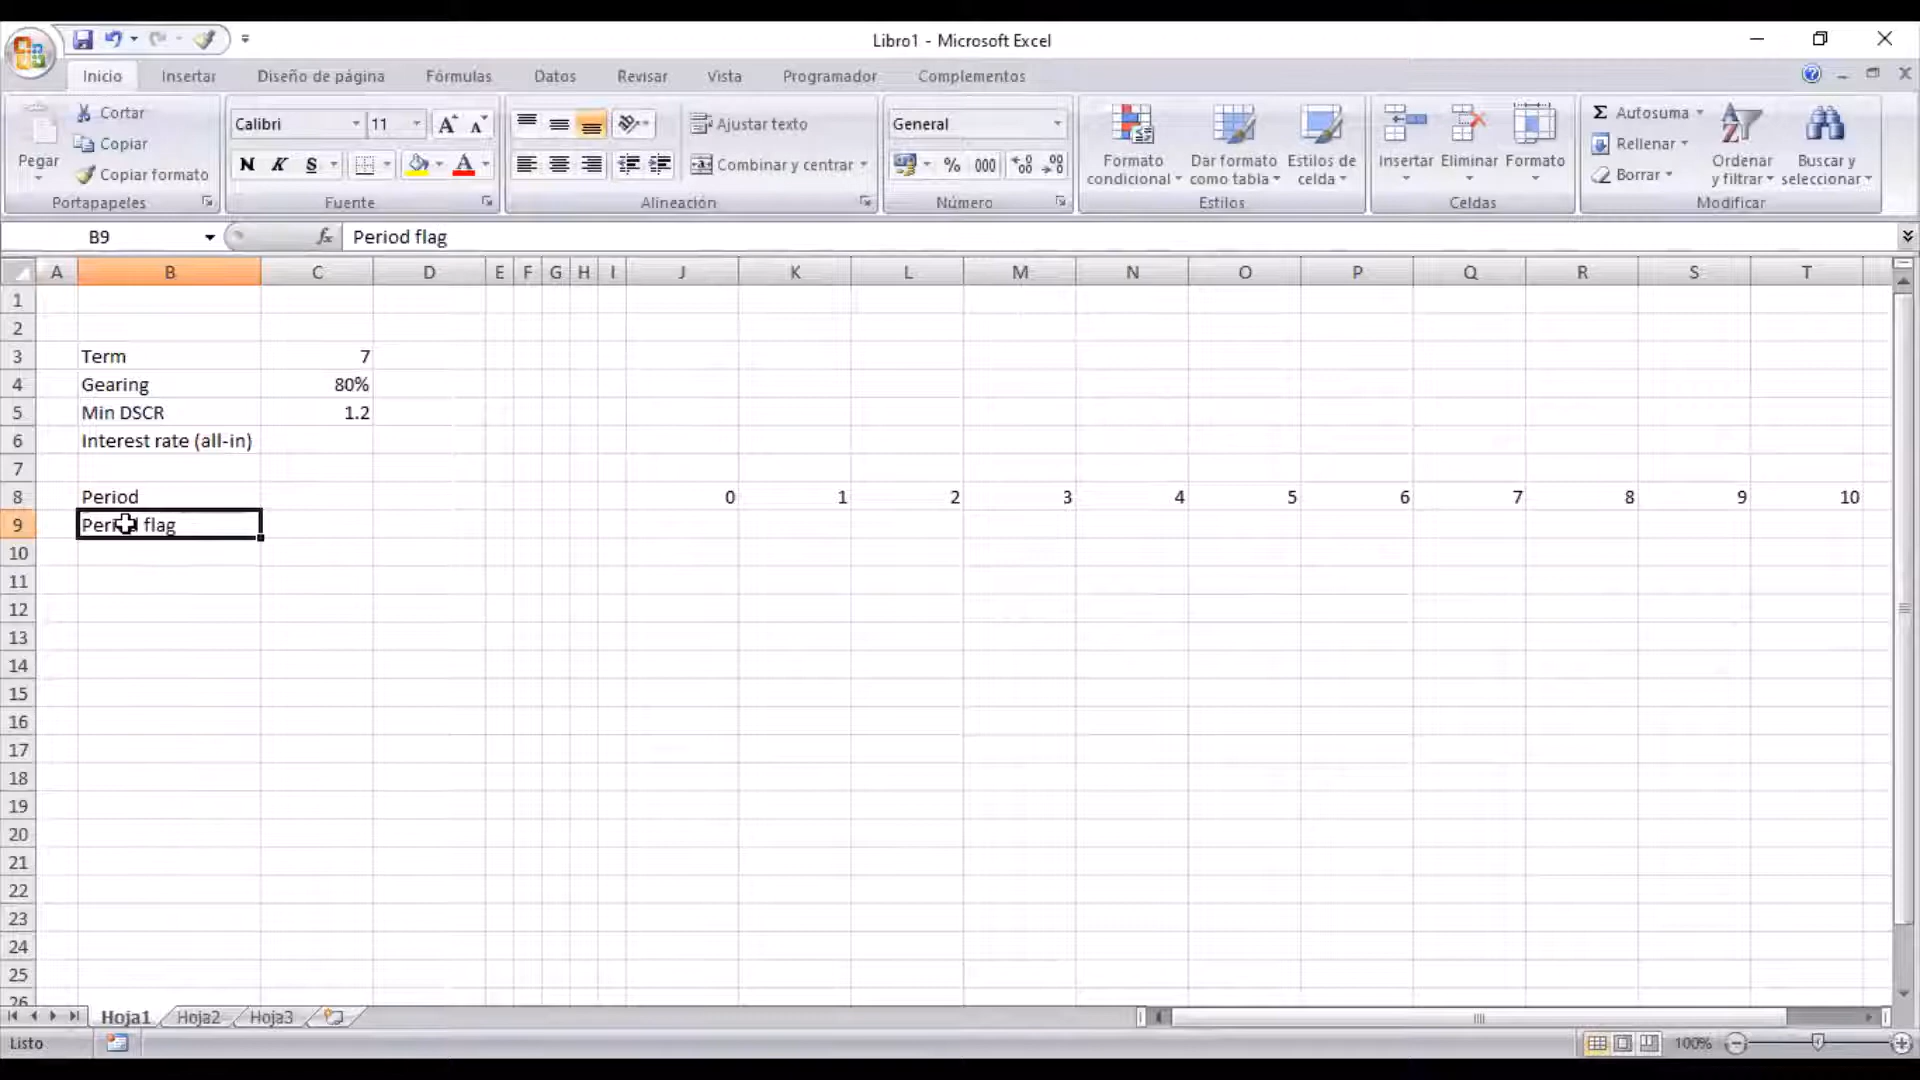 Libro1 - Microsoft Excel
Inicio Insertar Diseño de página Fórmulas Datos Revisar Vista Programador Complementos
Pegar
Cortar
Copiar
Copiar formato
Portapapeles
Calibri 11
N K S
Fuente
Ajustar texto
Combinar y centrar
Alineación
General
% 000
Número
Formato condicional
Dar formato como tabla
Estilos de celda
Estilos
Insertar Eliminar Formato
Celdas
Σ Autosuma
Rellenar
Borrar
Ordenar y filtrar
Buscar y seleccionar
Modificar
B9 fx Period flag
A B C D E F G H I J K L M N O P Q R S T
1
2
3 Term 7
4 Gearing 80%
5 Min DSCR 1.2
6 Interest rate (all-in)
7
8 Period 0 1 2 3 4 5 6 7 8 9 10
9 Period flag
10
11
12
13
14
15
16
17
18
19
20
21
22
23
24
25
26
Hoja1 Hoja2 Hoja3
Listo 100%